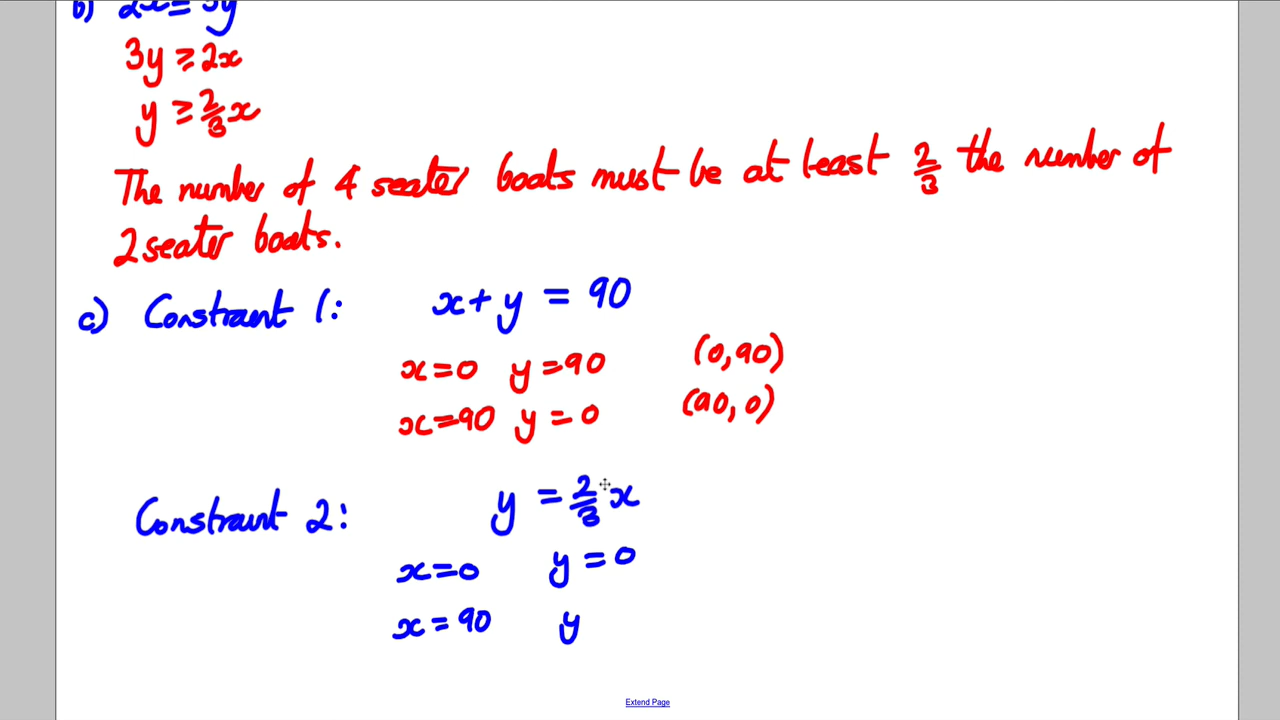 b) 2x ≤ 3y
3y ≥ 2x
y ≥ 2/3 x
The number of 4 seater boats must be at least 2/3 the number of
2 seater boats.
c) Constraint 1: x + y = 90
x=0 y=90 (0,90)
x=90 y=0 (90,0)
Constraint 2: y = 2/3 x
x=0 y=0
x=90 y
Extend Page